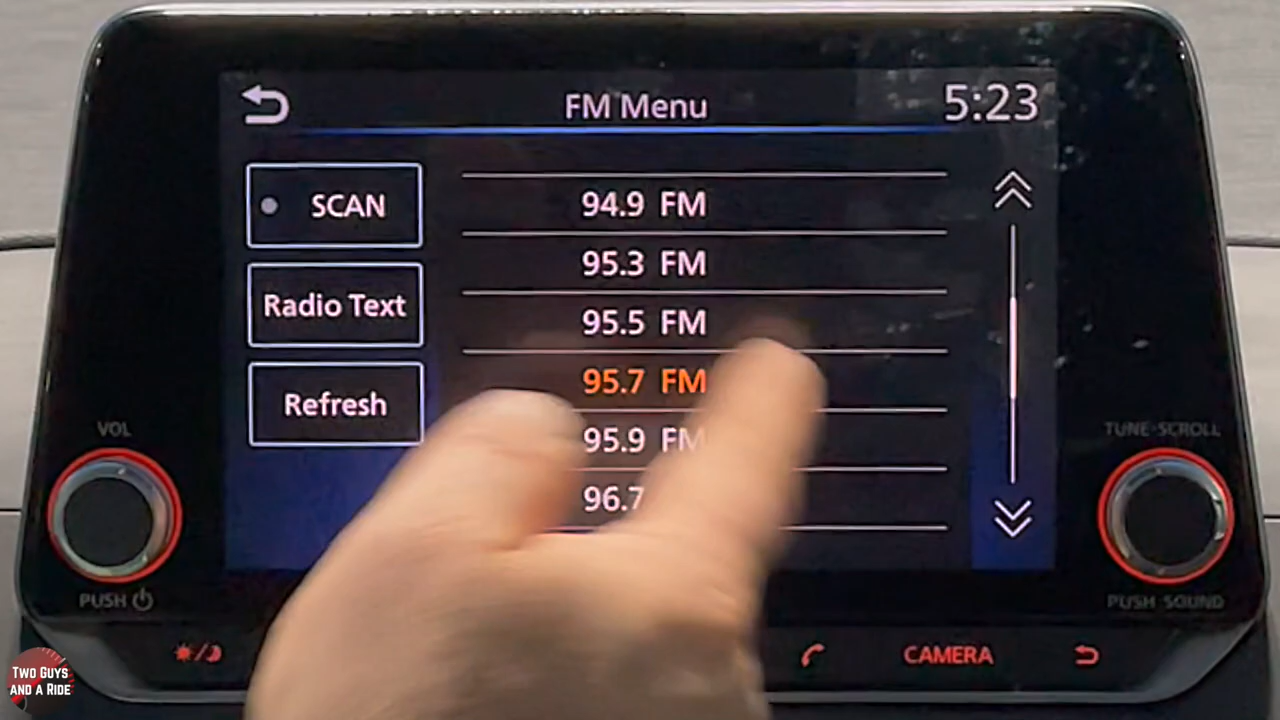 FM Menu
5:23
SCAN
Radio Text
Refresh
94.9 FM
95.3 FM
95.5 FM
95.7 FM
95.9 FM
96.7
VOL
PUSH
TUNE·SCROLL
PUSH SOUND
CAMERA
TWO GUYS
AND A RIDE